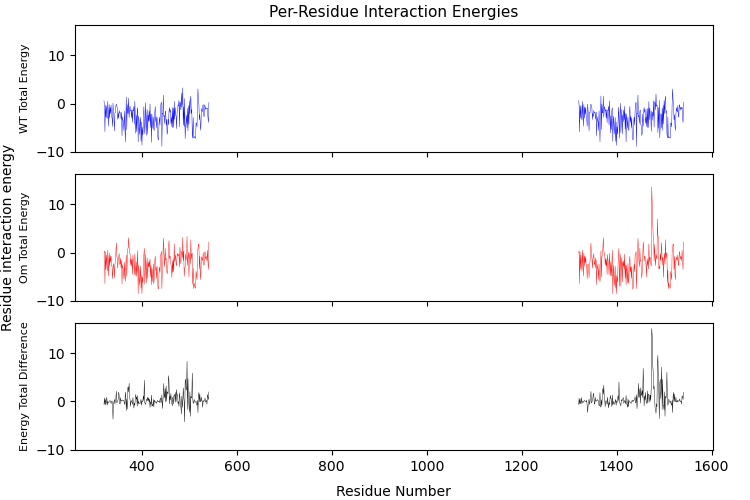 Per-Residue Interaction Energies
Residue interaction energy
WT Total Energy
10
0
−10
Om Total Energy
10
0
−10
Energy Total Difference
10
0
−10
400 600 800 1000 1200 1400 1600
Residue Number